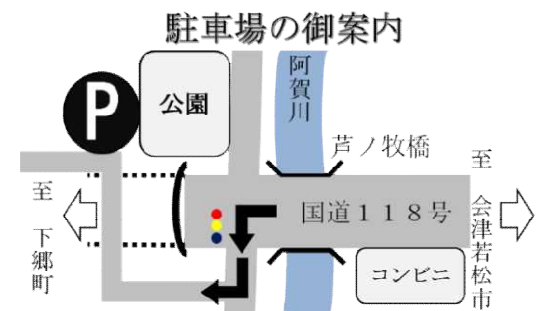 駐車場の御案内
P
公園
阿賀川
芦ノ牧橋
至 会津若松市
国道１１８号
至 下郷町
コンビニ